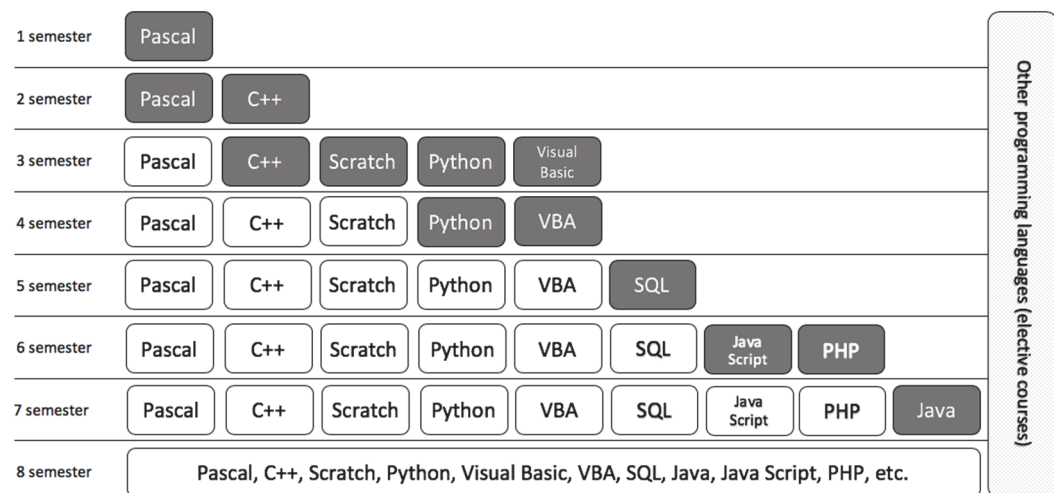 1 semester
Pascal
2 semester
Pascal
C++
3 semester
Pascal
C++
Scratch
Python
Visual
Basic
4 semester
Pascal
C++
Scratch
Python
VBA
5 semester
Pascal
C++
Scratch
Python
VBA
SQL
6 semester
Pascal
C++
Scratch
Python
VBA
SQL
Java
Script
PHP
7 semester
Pascal
C++
Scratch
Python
VBA
SQL
Java
Script
PHP
Java
8 semester
Pascal, C++, Scratch, Python, Visual Basic, VBA, SQL, Java, Java Script, PHP, etc.
Other programming languages (elective courses)